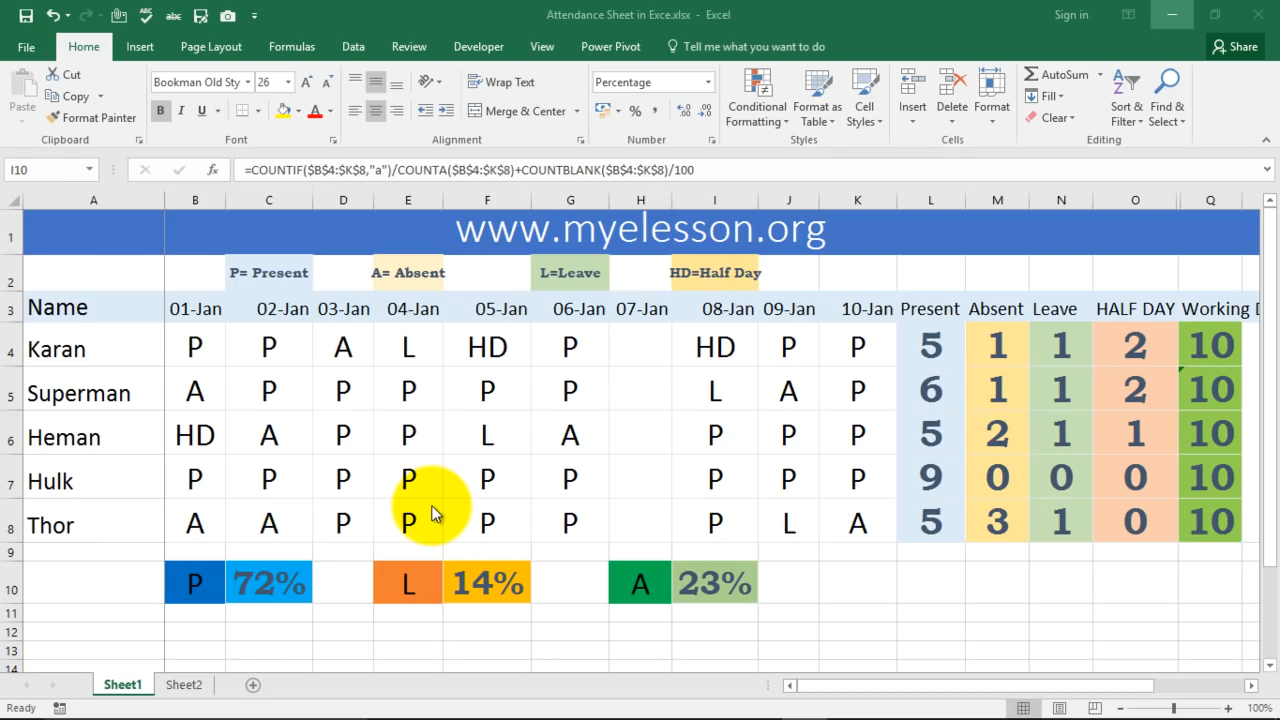 Attendance Sheet in Exce.xlsx - Excel
Sign in
File Home Insert Page Layout Formulas Data Review Developer View Power Pivot Tell me what you want to do Share
Paste
Cut
Copy
Format Painter
Bookman Old Sty 26
B I U
Wrap Text
Merge & Center
Percentage
Conditional Formatting
Format as Table
Cell Styles
Insert
Delete
Format
AutoSum
Fill
Clear
Sort & Filter
Find & Select
Clipboard Font Alignment Number Styles Cells Editing
I10 =COUNTIF($B$4:$K$8,"a")/COUNTA($B$4:$K$8)+COUNTBLANK($B$4:$K$8)/100
A B C D E F G H I J K L M N O P Q
1 www.myelesson.org
2 P= Present A= Absent L=Leave HD=Half Day
3 Name 01-Jan 02-Jan 03-Jan 04-Jan 05-Jan 06-Jan 07-Jan 08-Jan 09-Jan 10-Jan Present Absent Leave HALF DAY Working D
4 Karan P P A L HD P HD P P 5 1 1 2 10
5 Superman A P P P P P L A P 6 1 1 2 10
6 Heman HD A P P L A P P P 5 2 1 1 10
7 Hulk P P P P P P P P P 9 0 0 0 10
8 Thor A A P P P P P L A 5 3 1 0 10
9
10 P 72% L 14% A 23%
11
12
13
14
Sheet1 Sheet2
Ready 100%